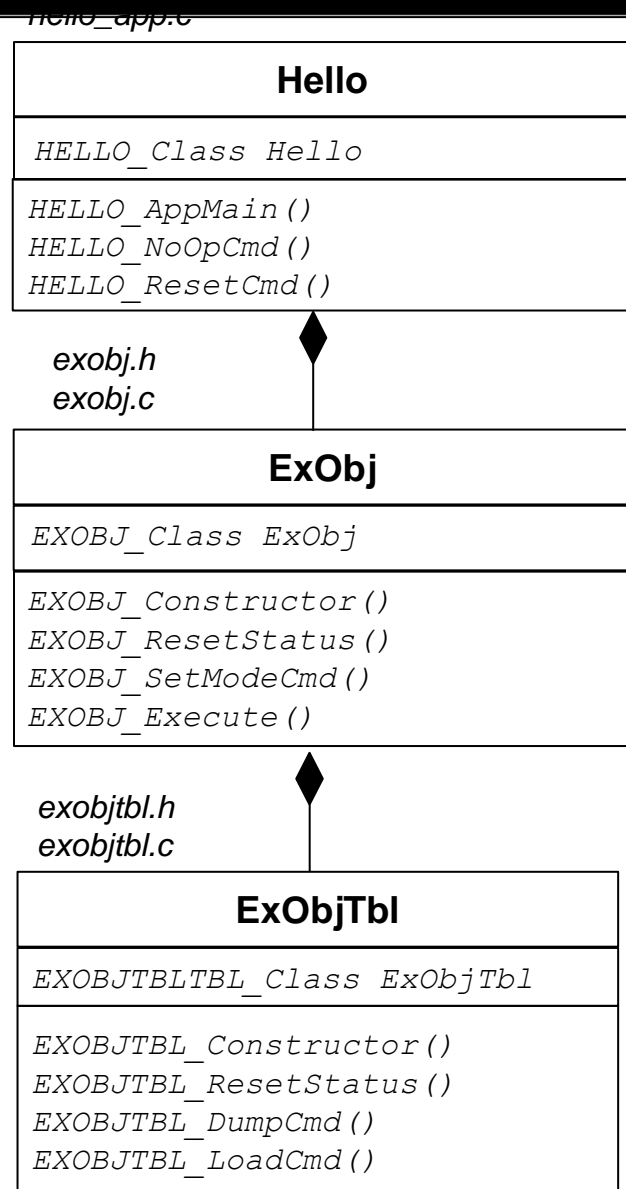 hello_app.c
Hello
HELLO_Class Hello
HELLO_AppMain()
HELLO_NoOpCmd()
HELLO_ResetCmd()
exobj.h
exobj.c
ExObj
EXOBJ_Class ExObj
EXOBJ_Constructor()
EXOBJ_ResetStatus()
EXOBJ_SetModeCmd()
EXOBJ_Execute()
exobjtbl.h
exobjtbl.c
ExObjTbl
EXOBJTBLTBL_Class ExObjTbl
EXOBJTBL_Constructor()
EXOBJTBL_ResetStatus()
EXOBJTBL_DumpCmd()
EXOBJTBL_LoadCmd()